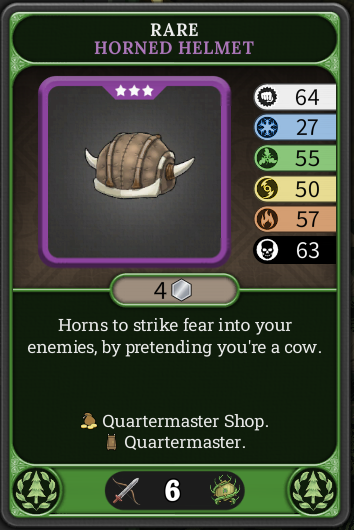 RARE
HORNED HELMET
64
27
55
50
57
63
4
Horns to strike fear into your
enemies, by pretending you're a cow.
Quartermaster Shop.
Quartermaster.
6